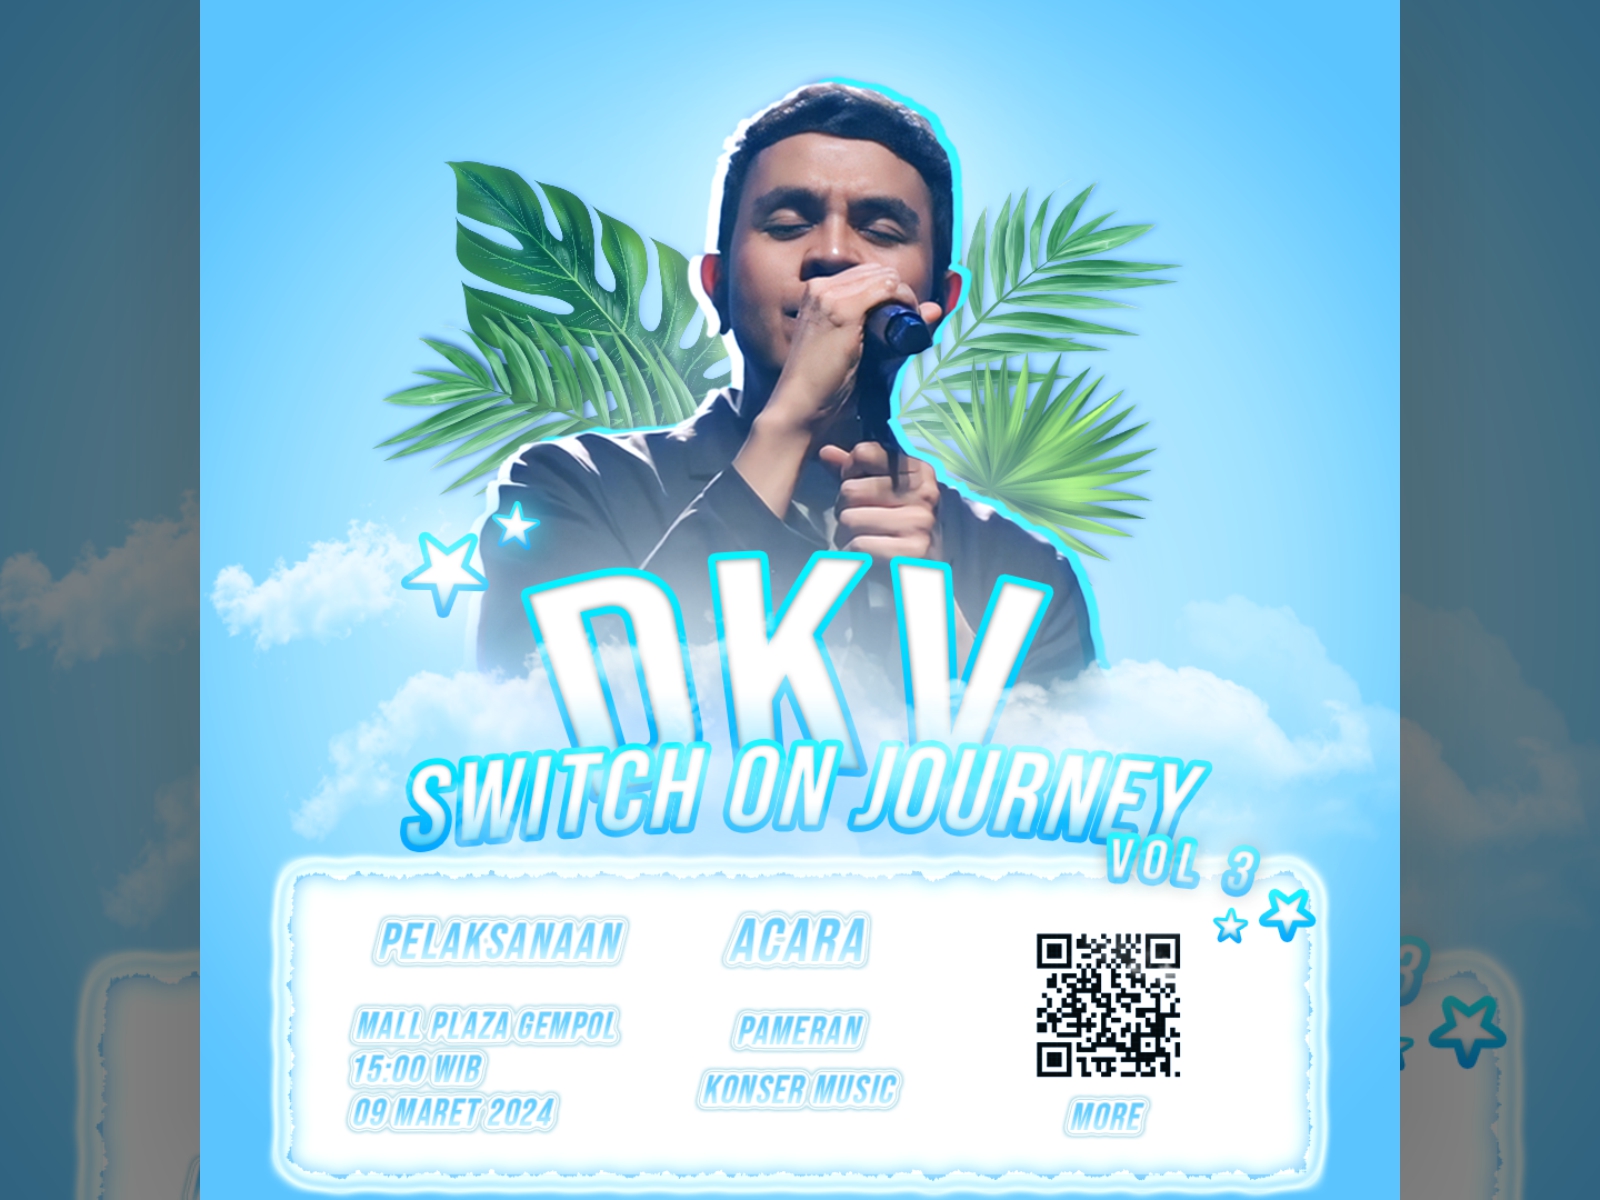 DKV
SWITCH ON JOURNEY
VOL 3
PELAKSANAAN
MALL PLAZA GEMPOL
15:00 WIB
09 MARET 2024
ACARA
PAMERAN
KONSER MUSIC
MORE
3